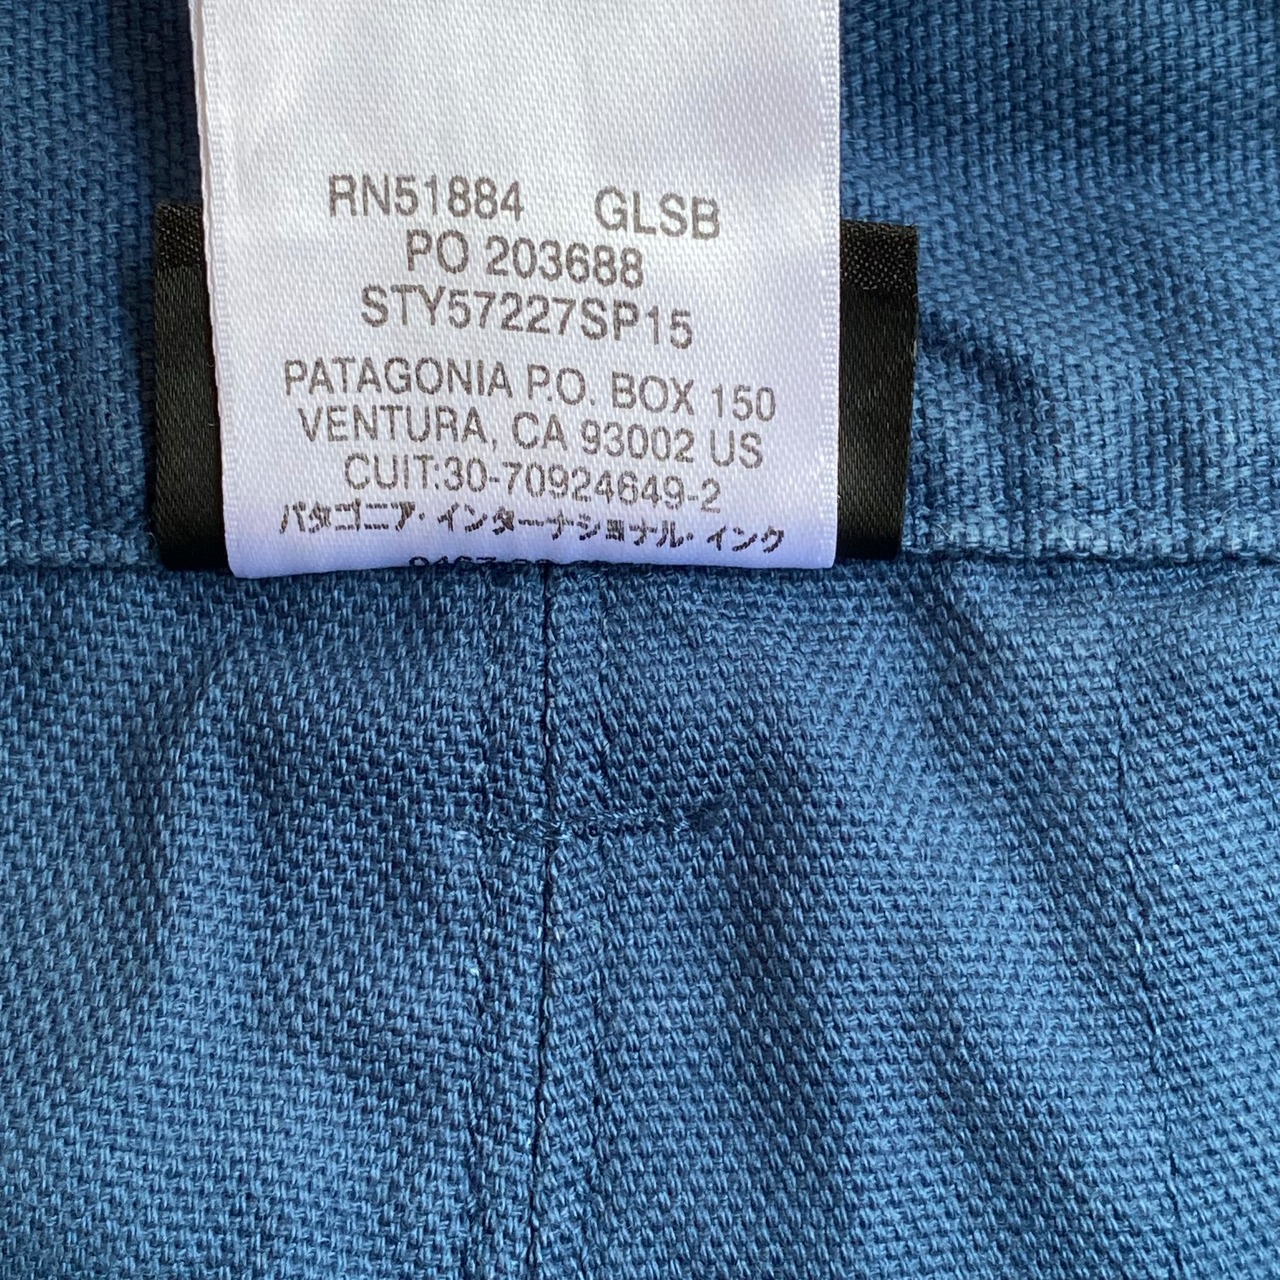 RN51884 GLSB
PO 203688
STY57227SP15
PATAGONIA P.O. BOX 150
VENTURA, CA 93002 US
CUIT:30-70924649-2
パタゴニア・インターナショナル・インク